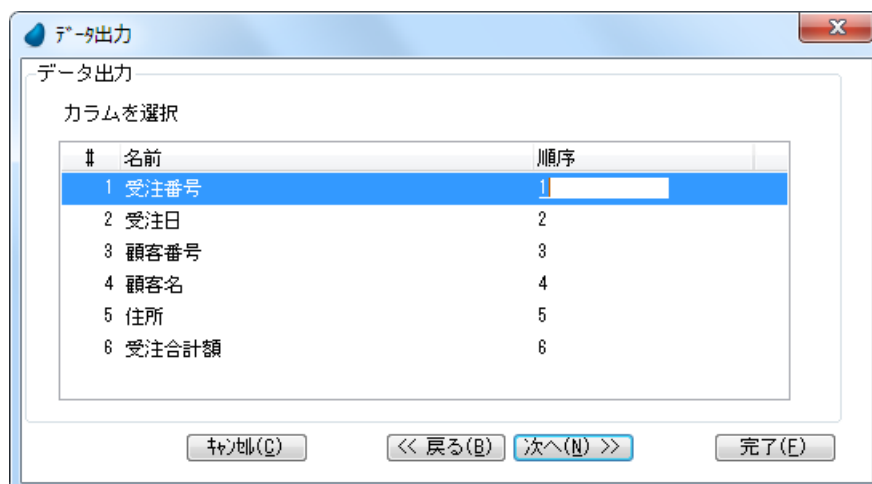 データ出力
データ出力
カラムを選択
# 名前 順序
1 受注番号 1
2 受注日 2
3 顧客番号 3
4 顧客名 4
5 住所 5
6 受注合計額 6
キャンセル(C) << 戻る(B) 次へ(N) >> 完了(F)